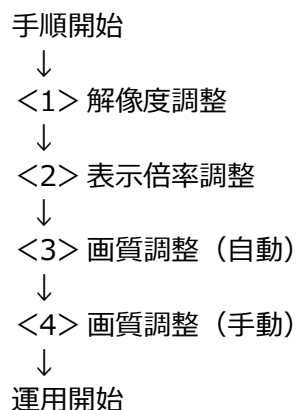 手順開始
↓
<1> 解像度調整
↓
<2> 表示倍率調整
↓
<3> 画質調整（自動）
↓
<4> 画質調整（手動）
↓
運用開始